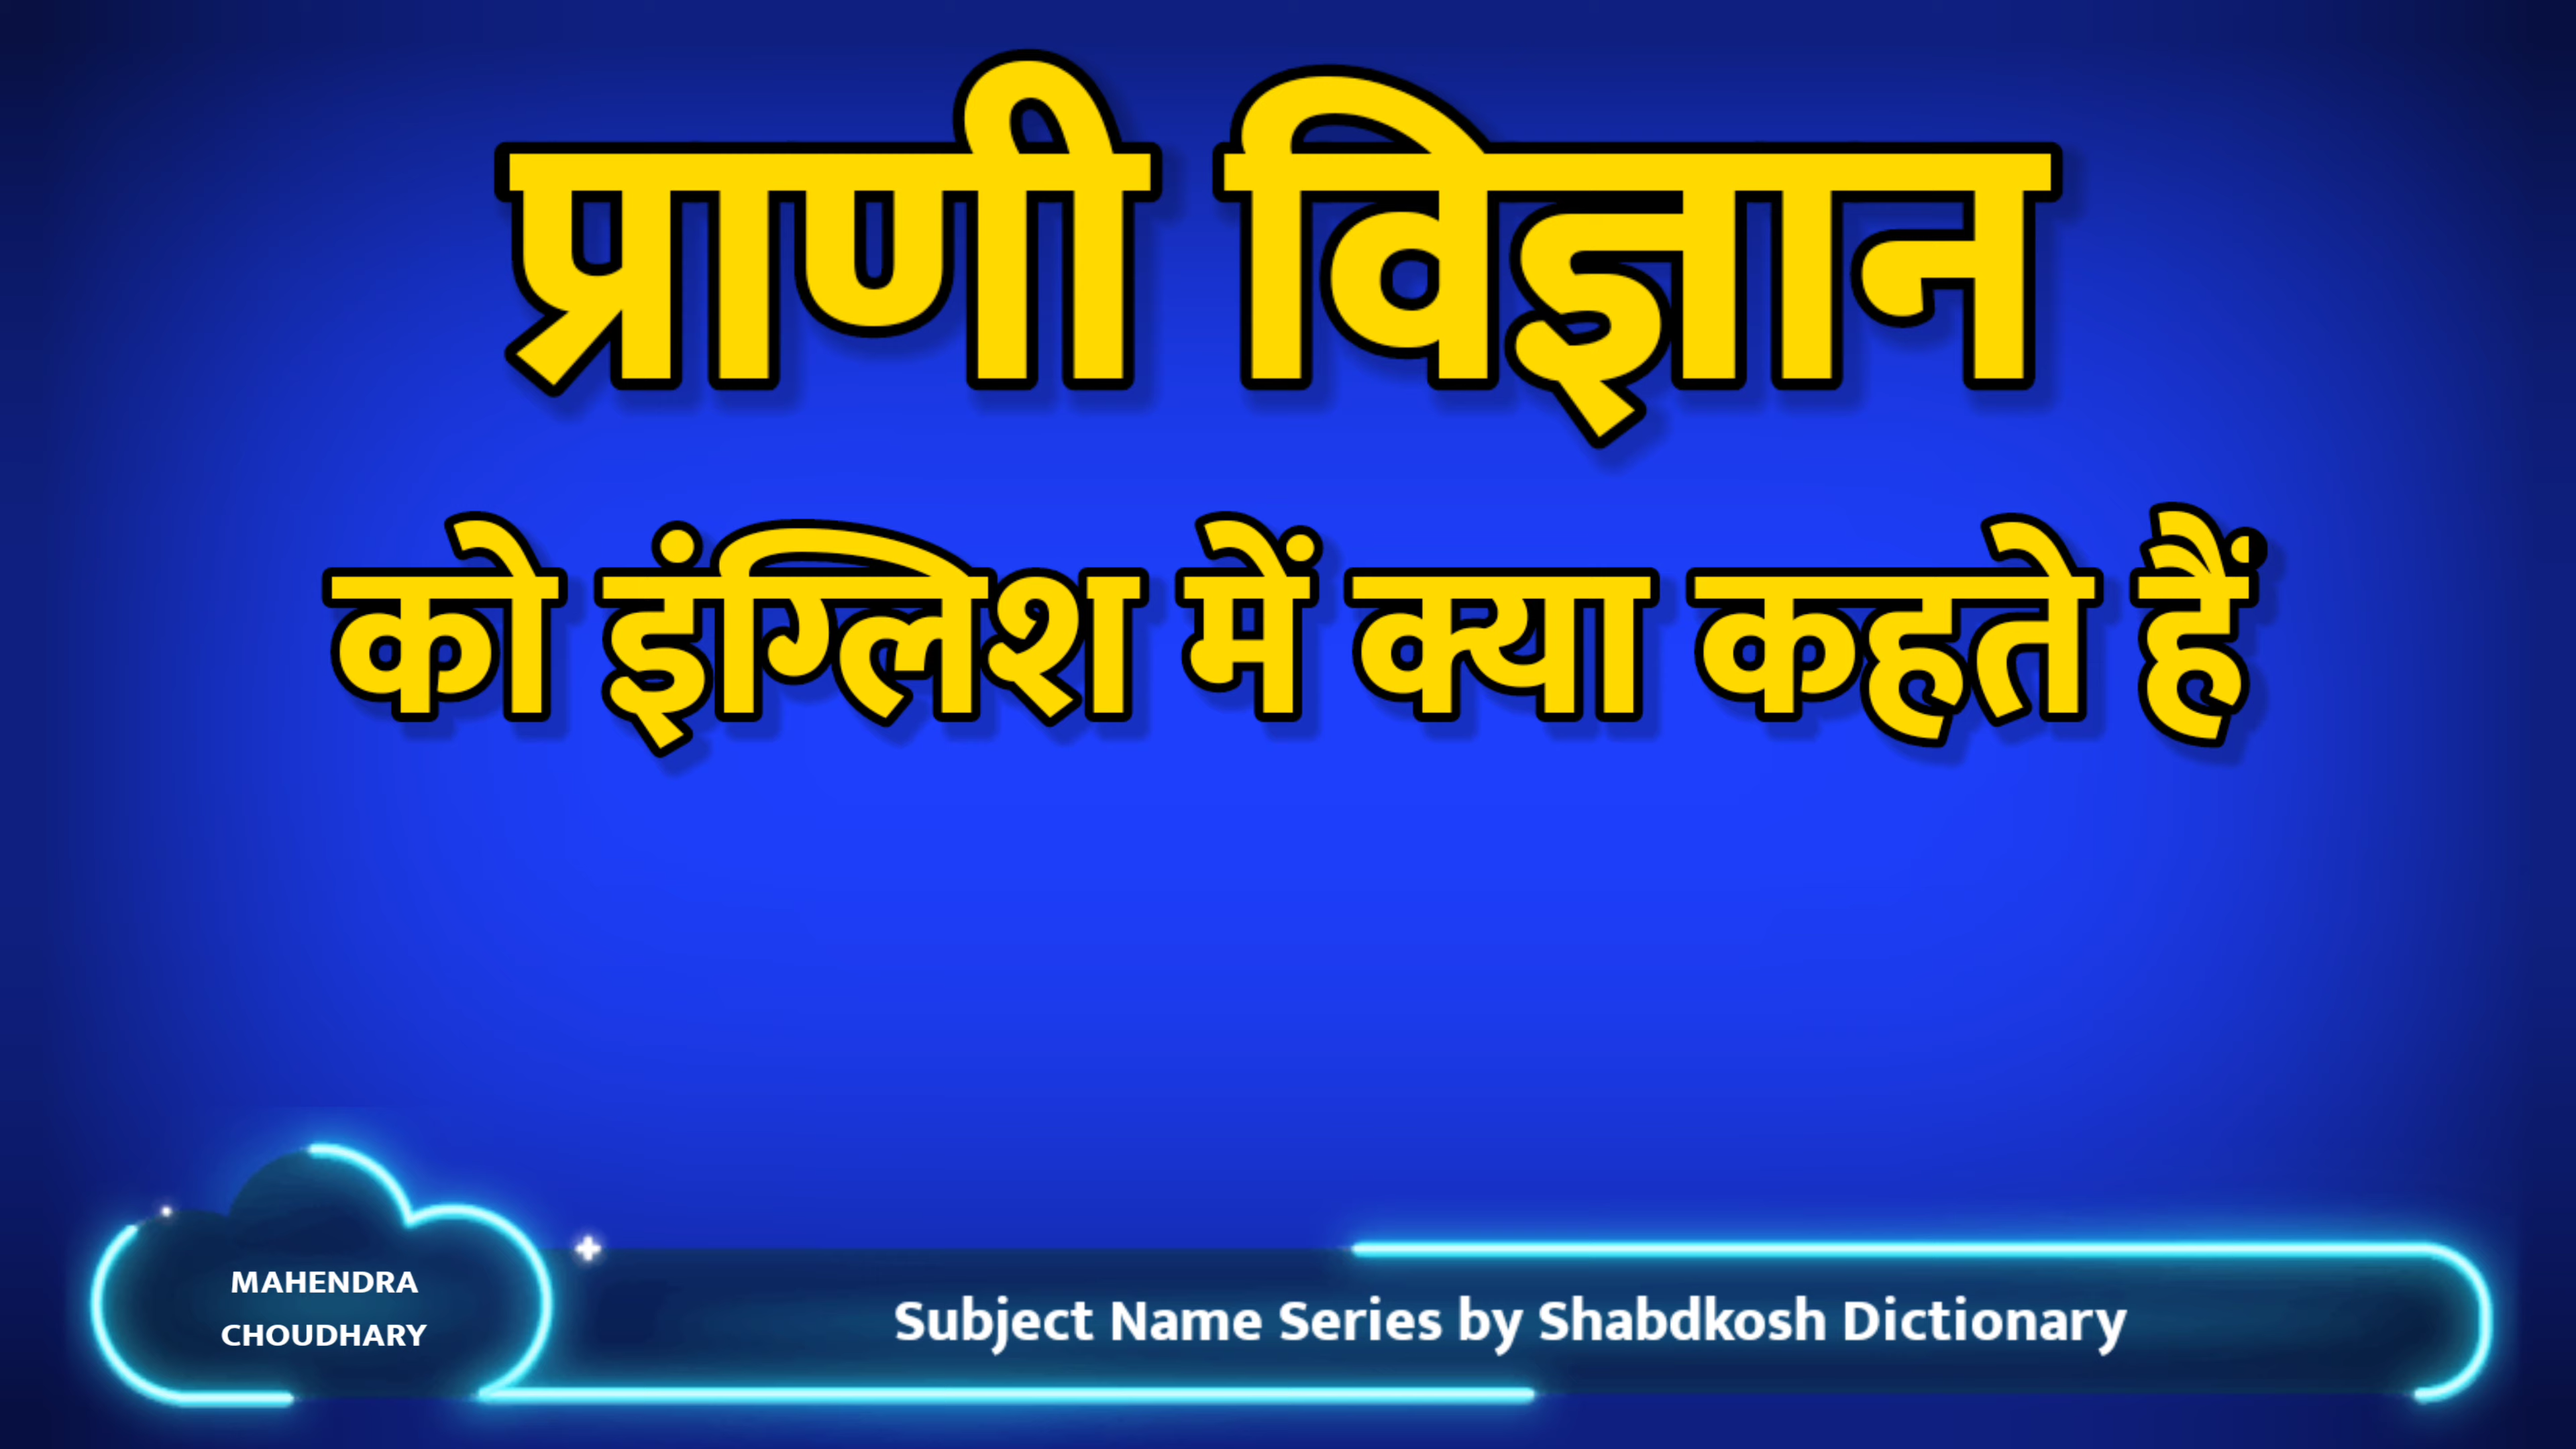 प्राणी विज्ञान
को इंग्लिश में क्या कहते हैं
MAHENDRA
CHOUDHARY
Subject Name Series by Shabdkosh Dictionary